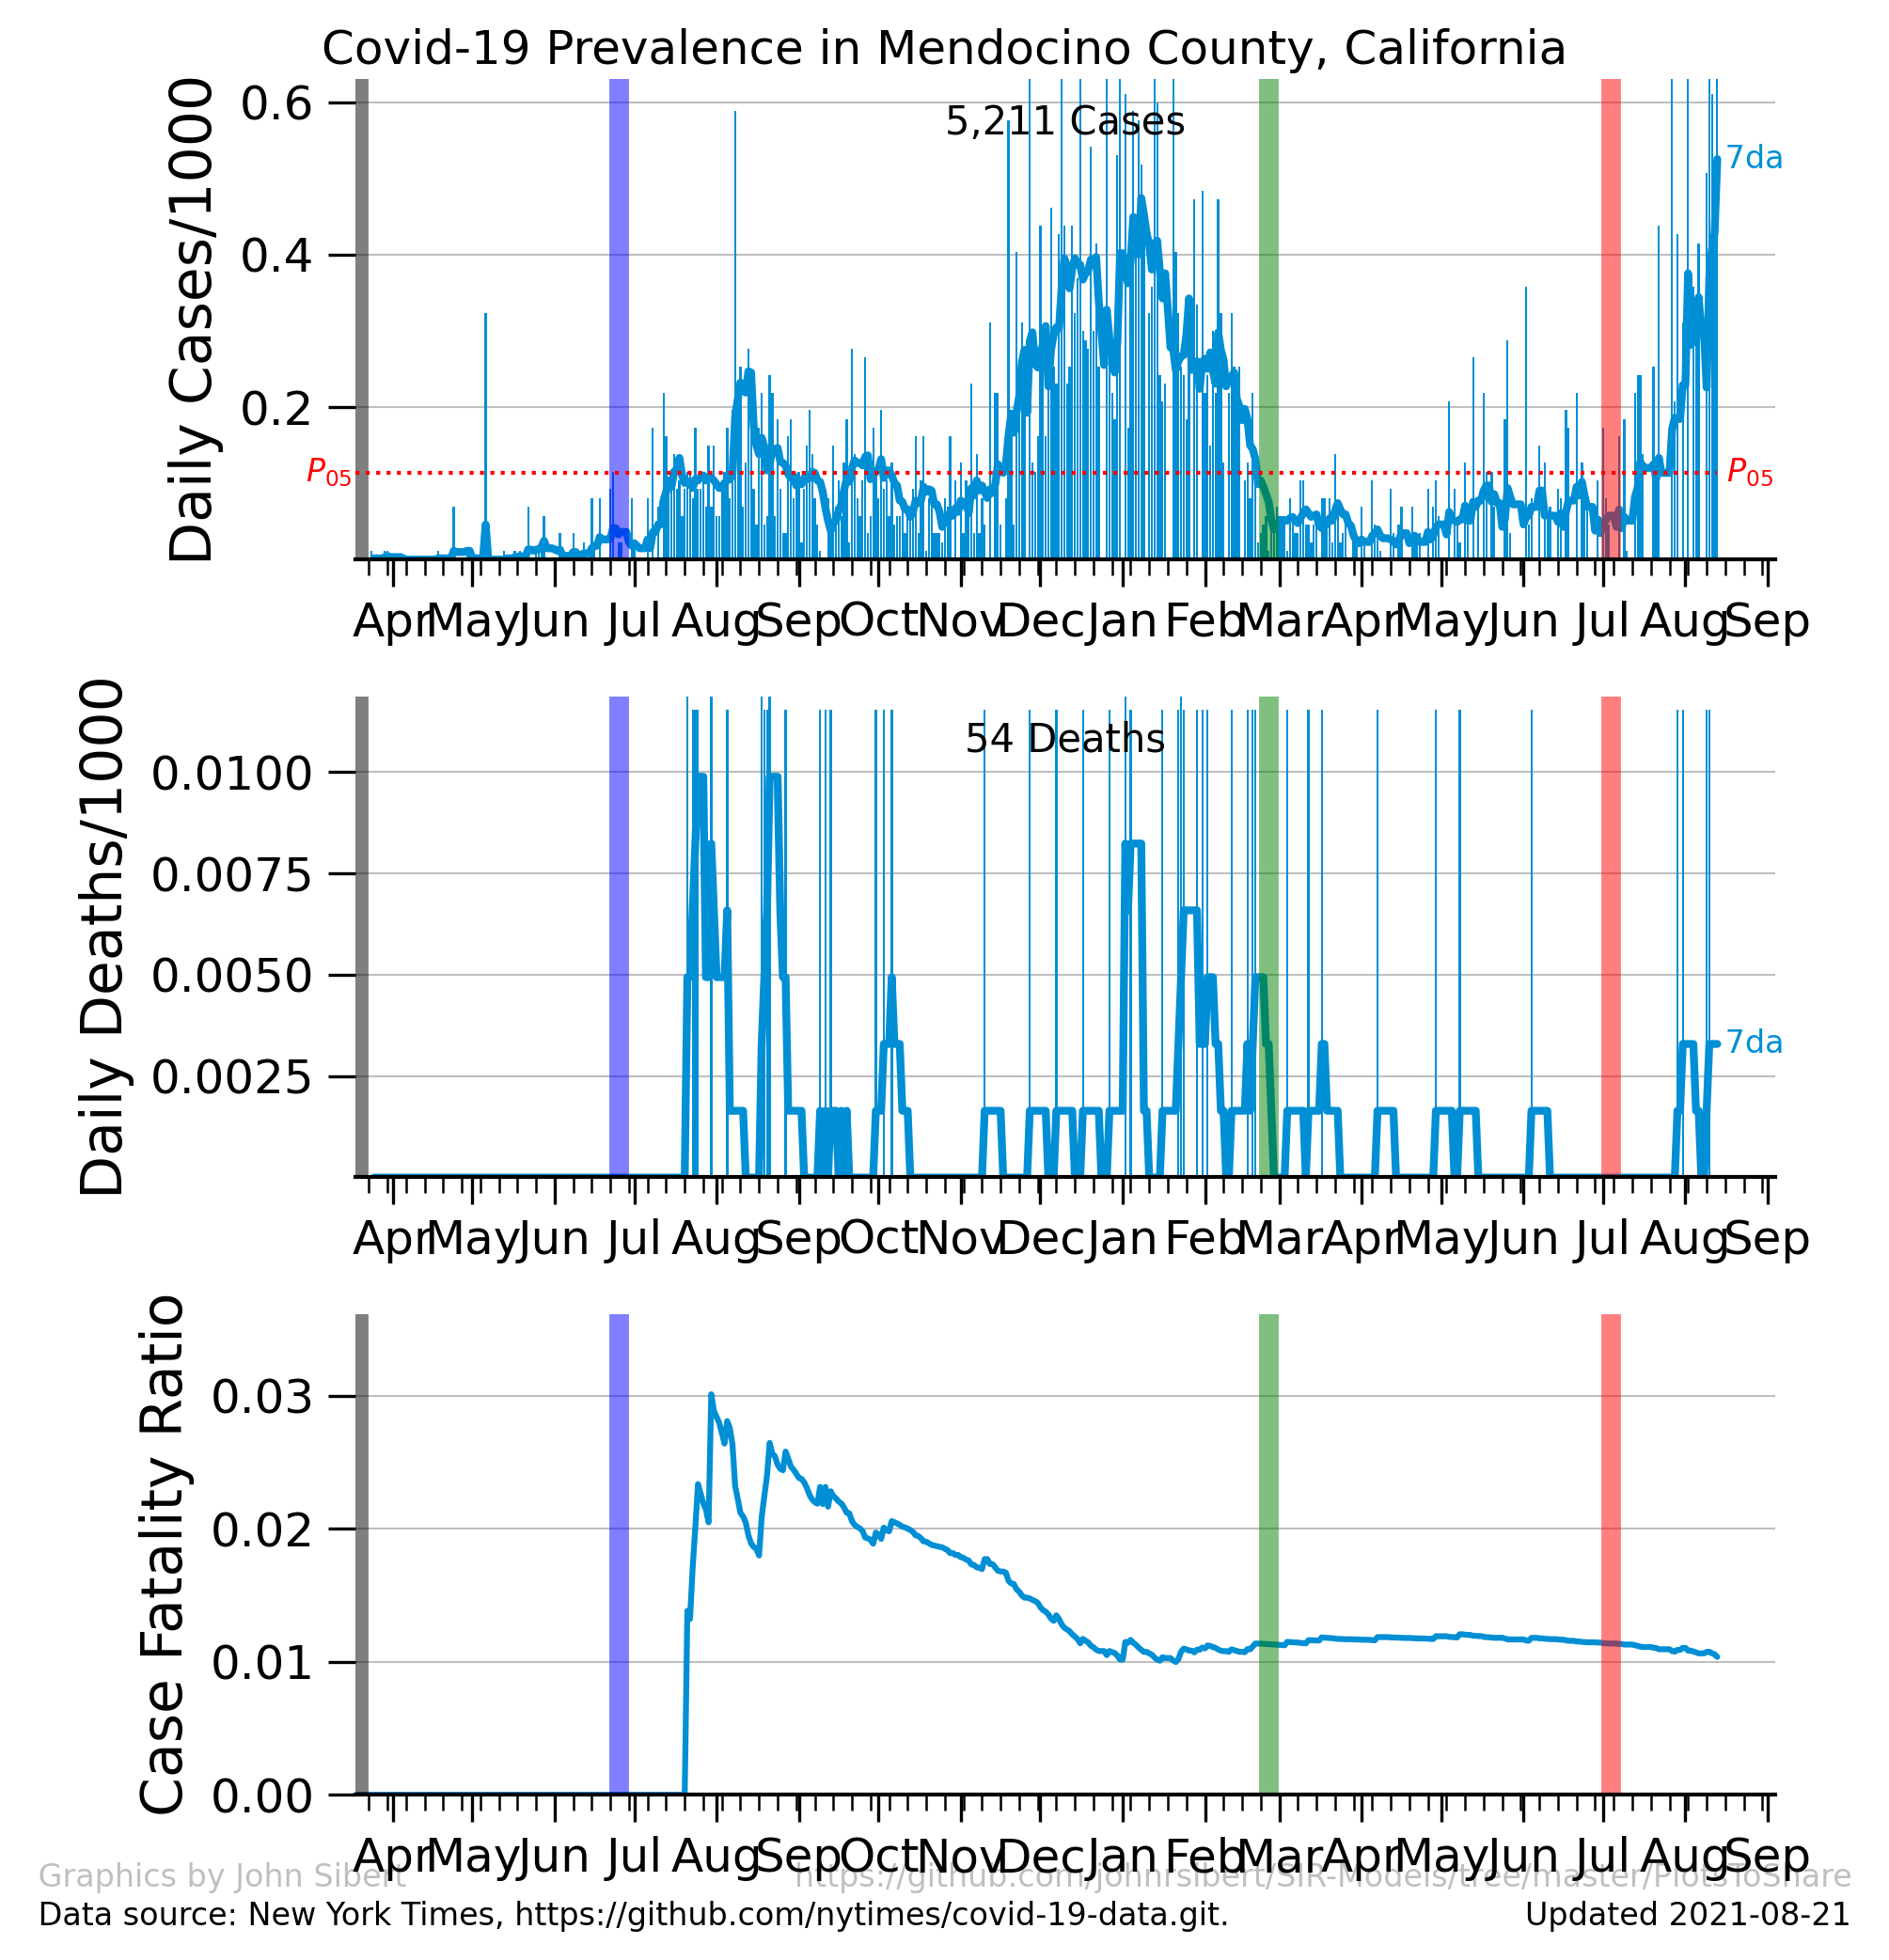 Covid-19 Prevalence in Mendocino County, California
Daily Cases/1000
0.6
0.4
0.2
5,211 Cases
7da
P05
P05
Apr May Jun Jul Aug Sep Oct Nov Dec Jan Feb Mar Apr May Jun Jul Aug Sep
Daily Deaths/1000
0.0100
0.0075
0.0050
0.0025
54 Deaths
7da
Apr May Jun Jul Aug Sep Oct Nov Dec Jan Feb Mar Apr May Jun Jul Aug Sep
Case Fatality Ratio
0.03
0.02
0.01
0.00
Apr May Jun Jul Aug Sep Oct Nov Dec Jan Feb Mar Apr May Jun Jul Aug Sep
Graphics by John Sibert https://github.com/johnrsibert/SIR-Models/tree/master/PlotsToShare
Data source: New York Times, https://github.com/nytimes/covid-19-data.git. Updated 2021-08-21